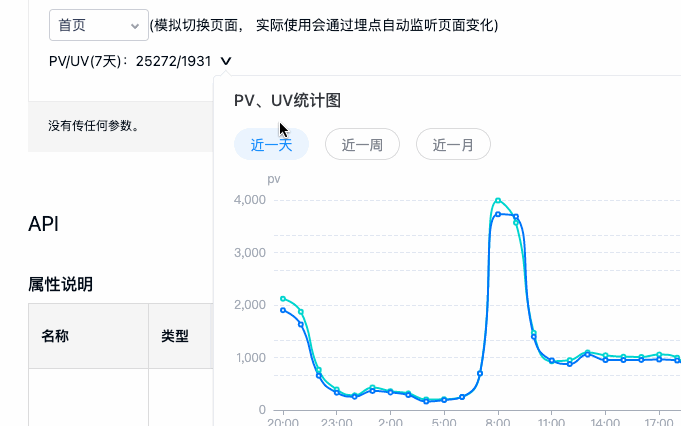 首页 (模拟切换页面， 实际使用会通过埋点自动监听页面变化)
PV/UV(7天)：25272/1931
PV、UV统计图
没有传任何参数。
近一天 近一周 近一月
pv
4,000
API
3,000
属性说明
2,000
名称 类型
1,000
0
20:00 23:00 2:00 5:00 8:00 11:00 14:00 17:00